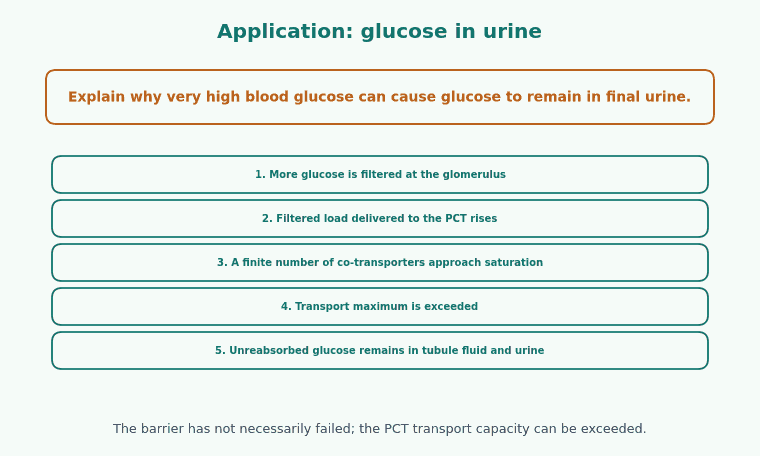 Application: glucose in urine
Explain why very high blood glucose can cause glucose to remain in final urine.
1. More glucose is filtered at the glomerulus
2. Filtered load delivered to the PCT rises
3. A finite number of co-transporters approach saturation
4. Transport maximum is exceeded
5. Unreabsorbed glucose remains in tubule fluid and urine
The barrier has not necessarily failed; the PCT transport capacity can be exceeded.